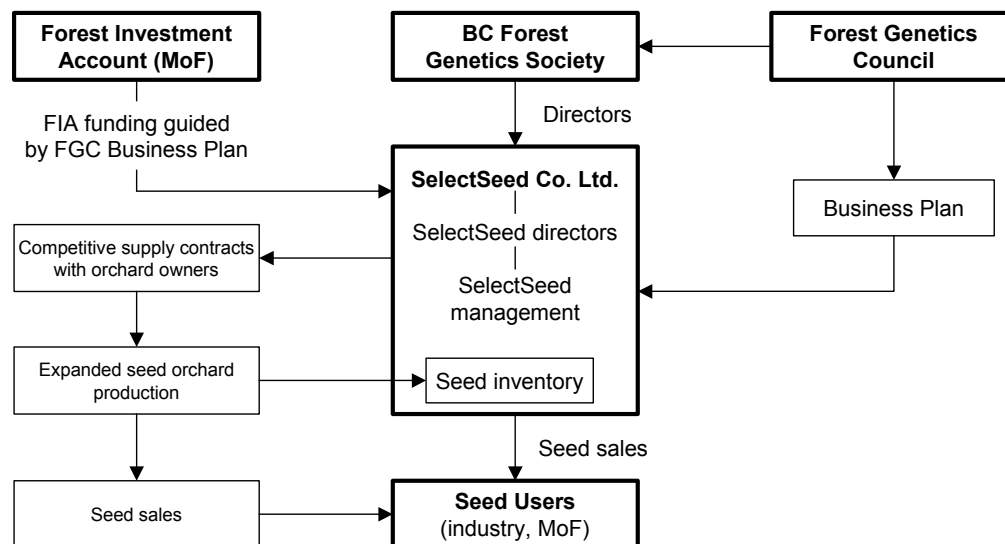 Forest Investment
Account (MoF)
BC Forest
Genetics Society
Forest Genetics
Council
FIA funding guided
by FGC Business Plan
Directors
SelectSeed Co. Ltd.
SelectSeed directors
SelectSeed
management
Business Plan
Competitive supply contracts
with orchard owners
Expanded seed orchard
production
Seed inventory
Seed sales
Seed sales
Seed Users
(industry, MoF)